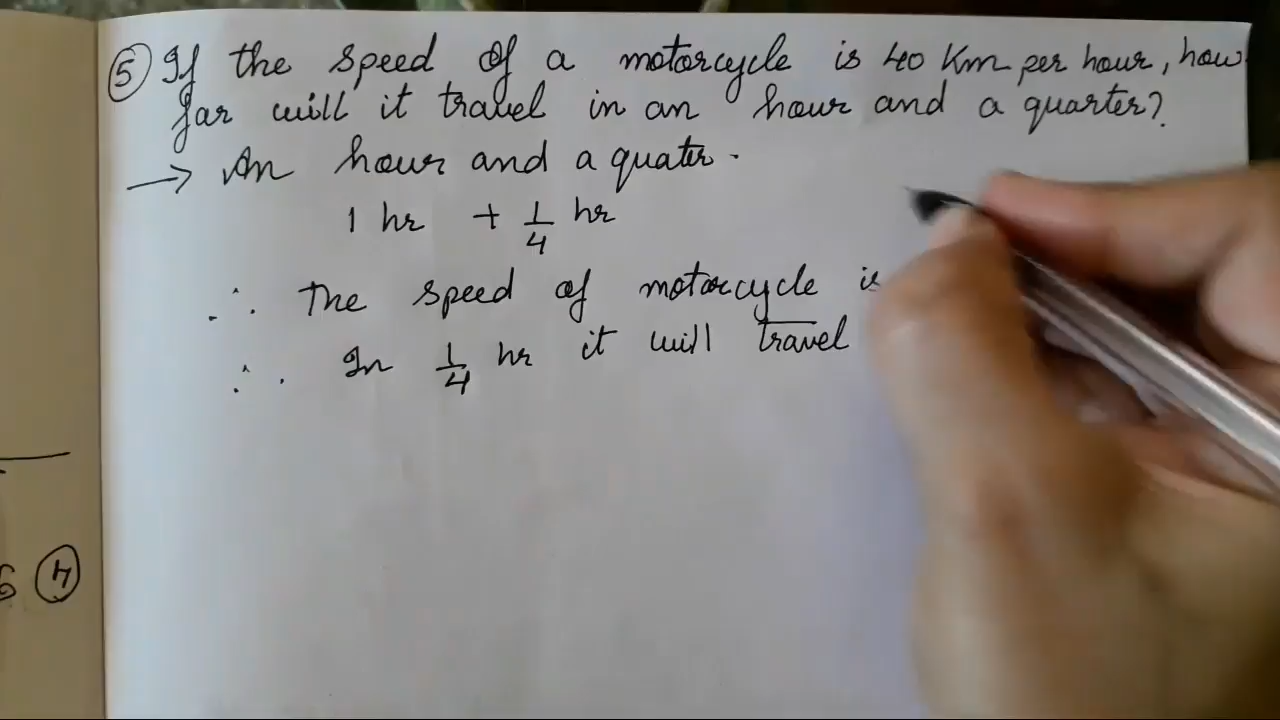 5 If the speed of a motorcycle is 40 Km per hour, how
far will it travel in an hour and a quarter?
→ An hour and a quater.
1 hr + 1/4 hr
∴ The speed of motorcycle is
∴ In 1/4 hr it will travel
6 4